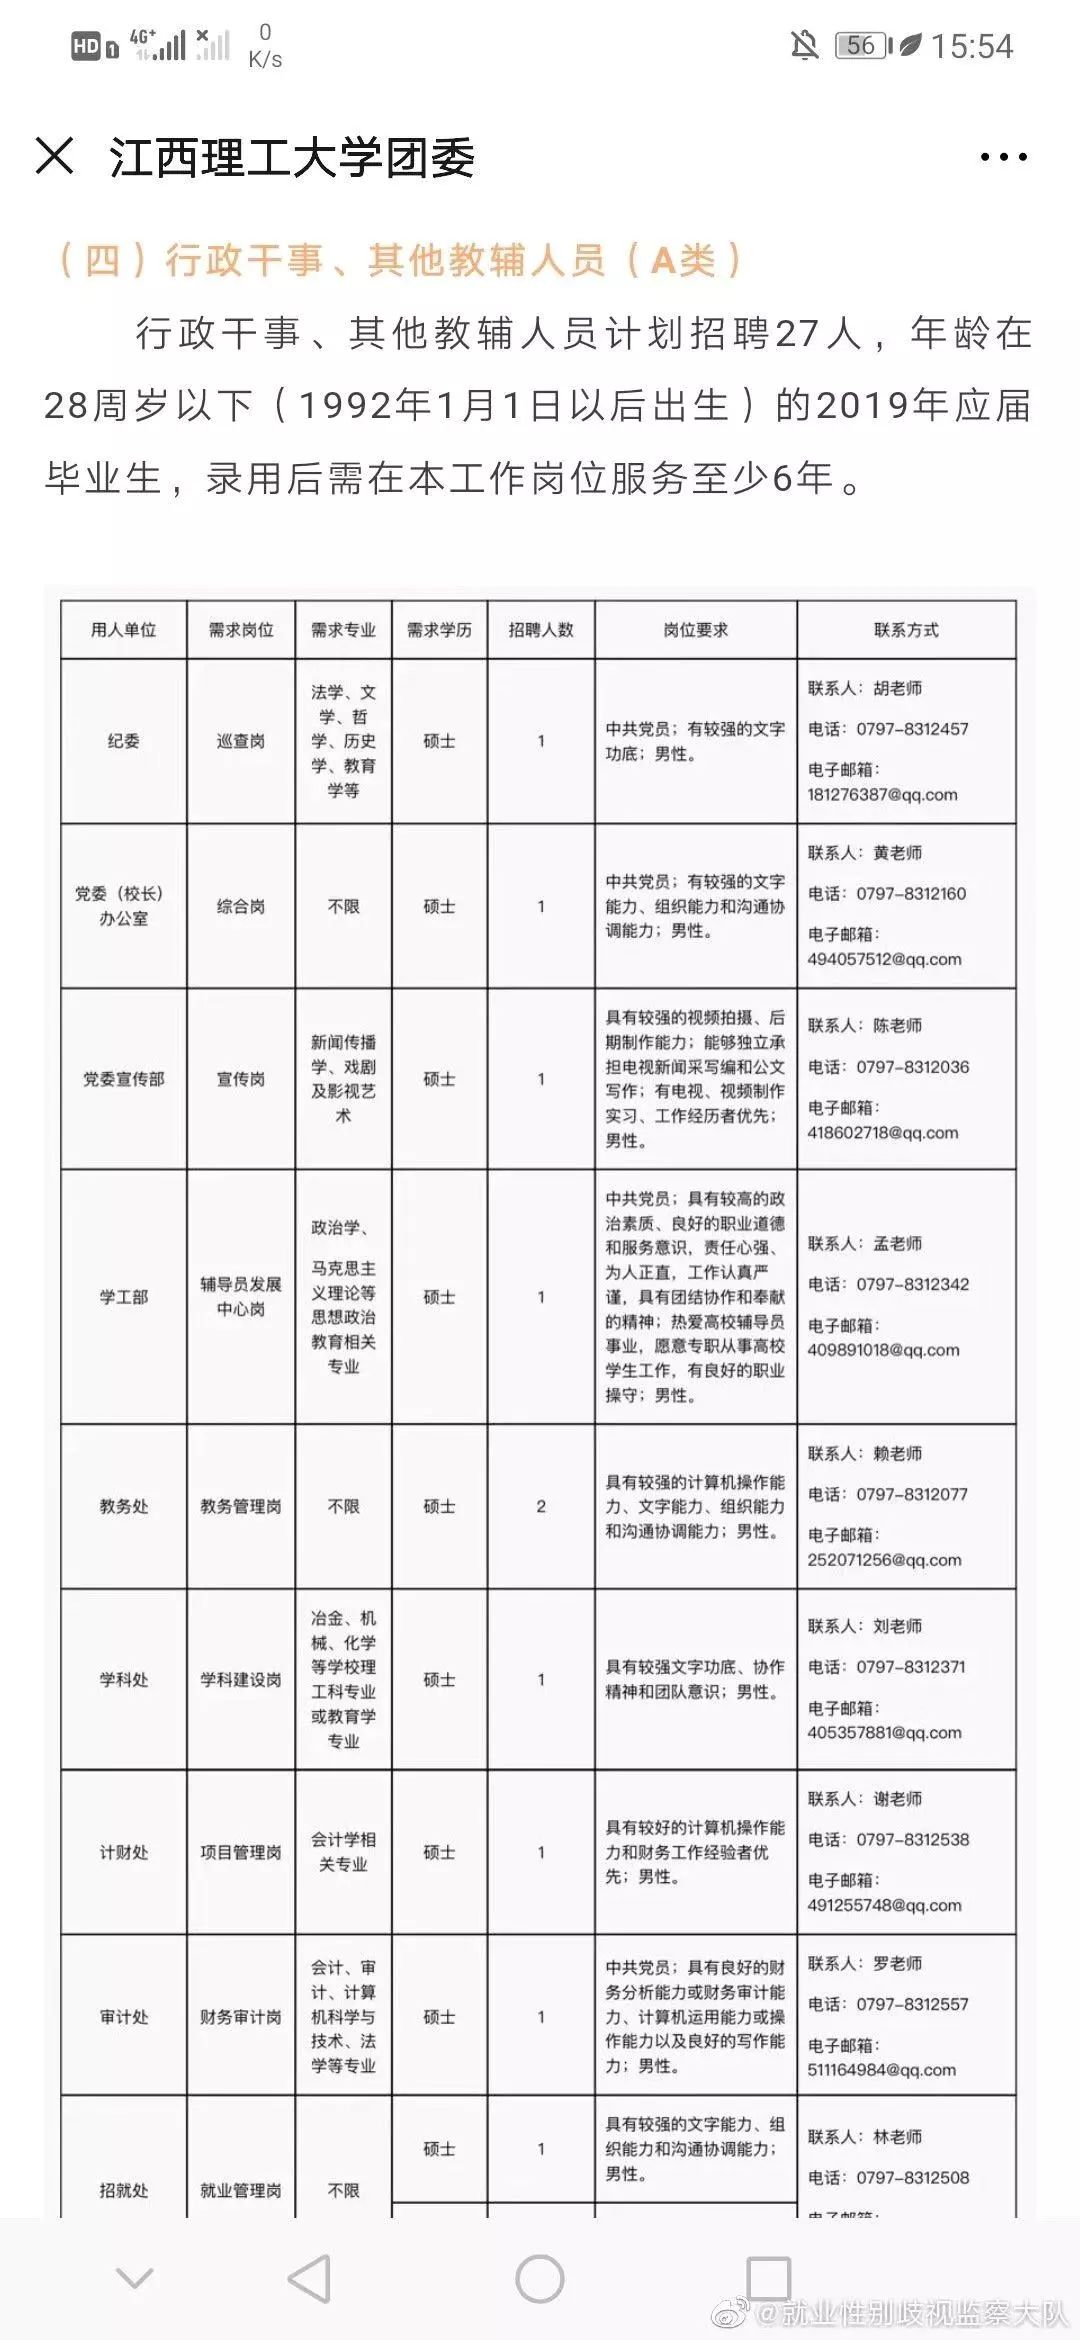 HD 1 4G+ 0 K/s 56 15:54
江西理工大学团委
（四）行政干事、其他教辅人员（A类）
行政干事、其他教辅人员计划招聘27人，年龄在
28周岁以下（1992年1月1日以后出生）的2019年应届
毕业生，录用后需在本工作岗位服务至少6年。
用人单位 需求岗位 需求专业 需求学历 招聘人数 岗位要求 联系方式
纪委
巡查岗
法学、文
学、哲
学、历史
学、教育
学等
硕士
1
中共党员；有较强的文字
功底；男性。
联系人：胡老师
电话：0797-8312457
电子邮箱：
181276387@qq.com
党委（校长）
办公室
综合岗
不限
硕士
1
中共党员；有较强的文字
能力、组织能力和沟通协
调能力；男性。
联系人：黄老师
电话：0797-8312160
电子邮箱：
494057512@qq.com
党委宣传部
宣传岗
新闻传播
学、戏剧
及影视艺
术
硕士
1
具有较强的视频拍摄、后
期制作能力；能够独立承
担电视新闻采写编和公文
写作；有电视、视频制作
实习、工作经历者优先；
男性。
联系人：陈老师
电话：0797-8312036
电子邮箱：
418602718@qq.com
学工部
辅导员发展
中心岗
政治学、
马克思主
义理论等
思想政治
教育相关
专业
硕士
1
中共党员；具有较高的政
治素质、良好的职业道德
和服务意识，责任心强、
为人正直，工作认真严
谨，具有团结协作和奉献
的精神；热爱高校辅导员
事业，愿意专职从事高校
学生工作，有良好的职业
操守；男性。
联系人：孟老师
电话：0797-8312342
电子邮箱：
409891018@qq.com
教务处
教务管理岗
不限
硕士
2
具有较强的计算机操作能
力、文字能力、组织能力
和沟通协调能力；男性。
联系人：赖老师
电话：0797-8312077
电子邮箱：
252071256@qq.com
学科处
学科建设岗
冶金、机
械、化学
等学校理
工科专业
或教育学
专业
硕士
1
具有较强文字功底、协作
精神和团队意识；男性。
联系人：刘老师
电话：0797-8312371
电子邮箱：
405357881@qq.com
计财处
项目管理岗
会计学相
关专业
硕士
1
具有较好的计算机操作能
力和财务工作经验者优
先；男性。
联系人：谢老师
电话：0797-8312538
电子邮箱：
491255748@qq.com
审计处
财务审计岗
会计、审
计、计算
机科学与
技术、法
学等专业
硕士
1
中共党员；具有良好的财
务分析能力或财务审计能
力、计算机运用能力或操
作能力以及良好的写作能
力；男性。
联系人：罗老师
电话：0797-8312557
电子邮箱：
511164984@qq.com
招就处
就业管理岗
不限
硕士
1
具有较强的文字能力、组
织能力和沟通协调能力；
男性。
联系人：林老师
电话：0797-8312508
电子邮箱：
@就业性别歧视监察大队